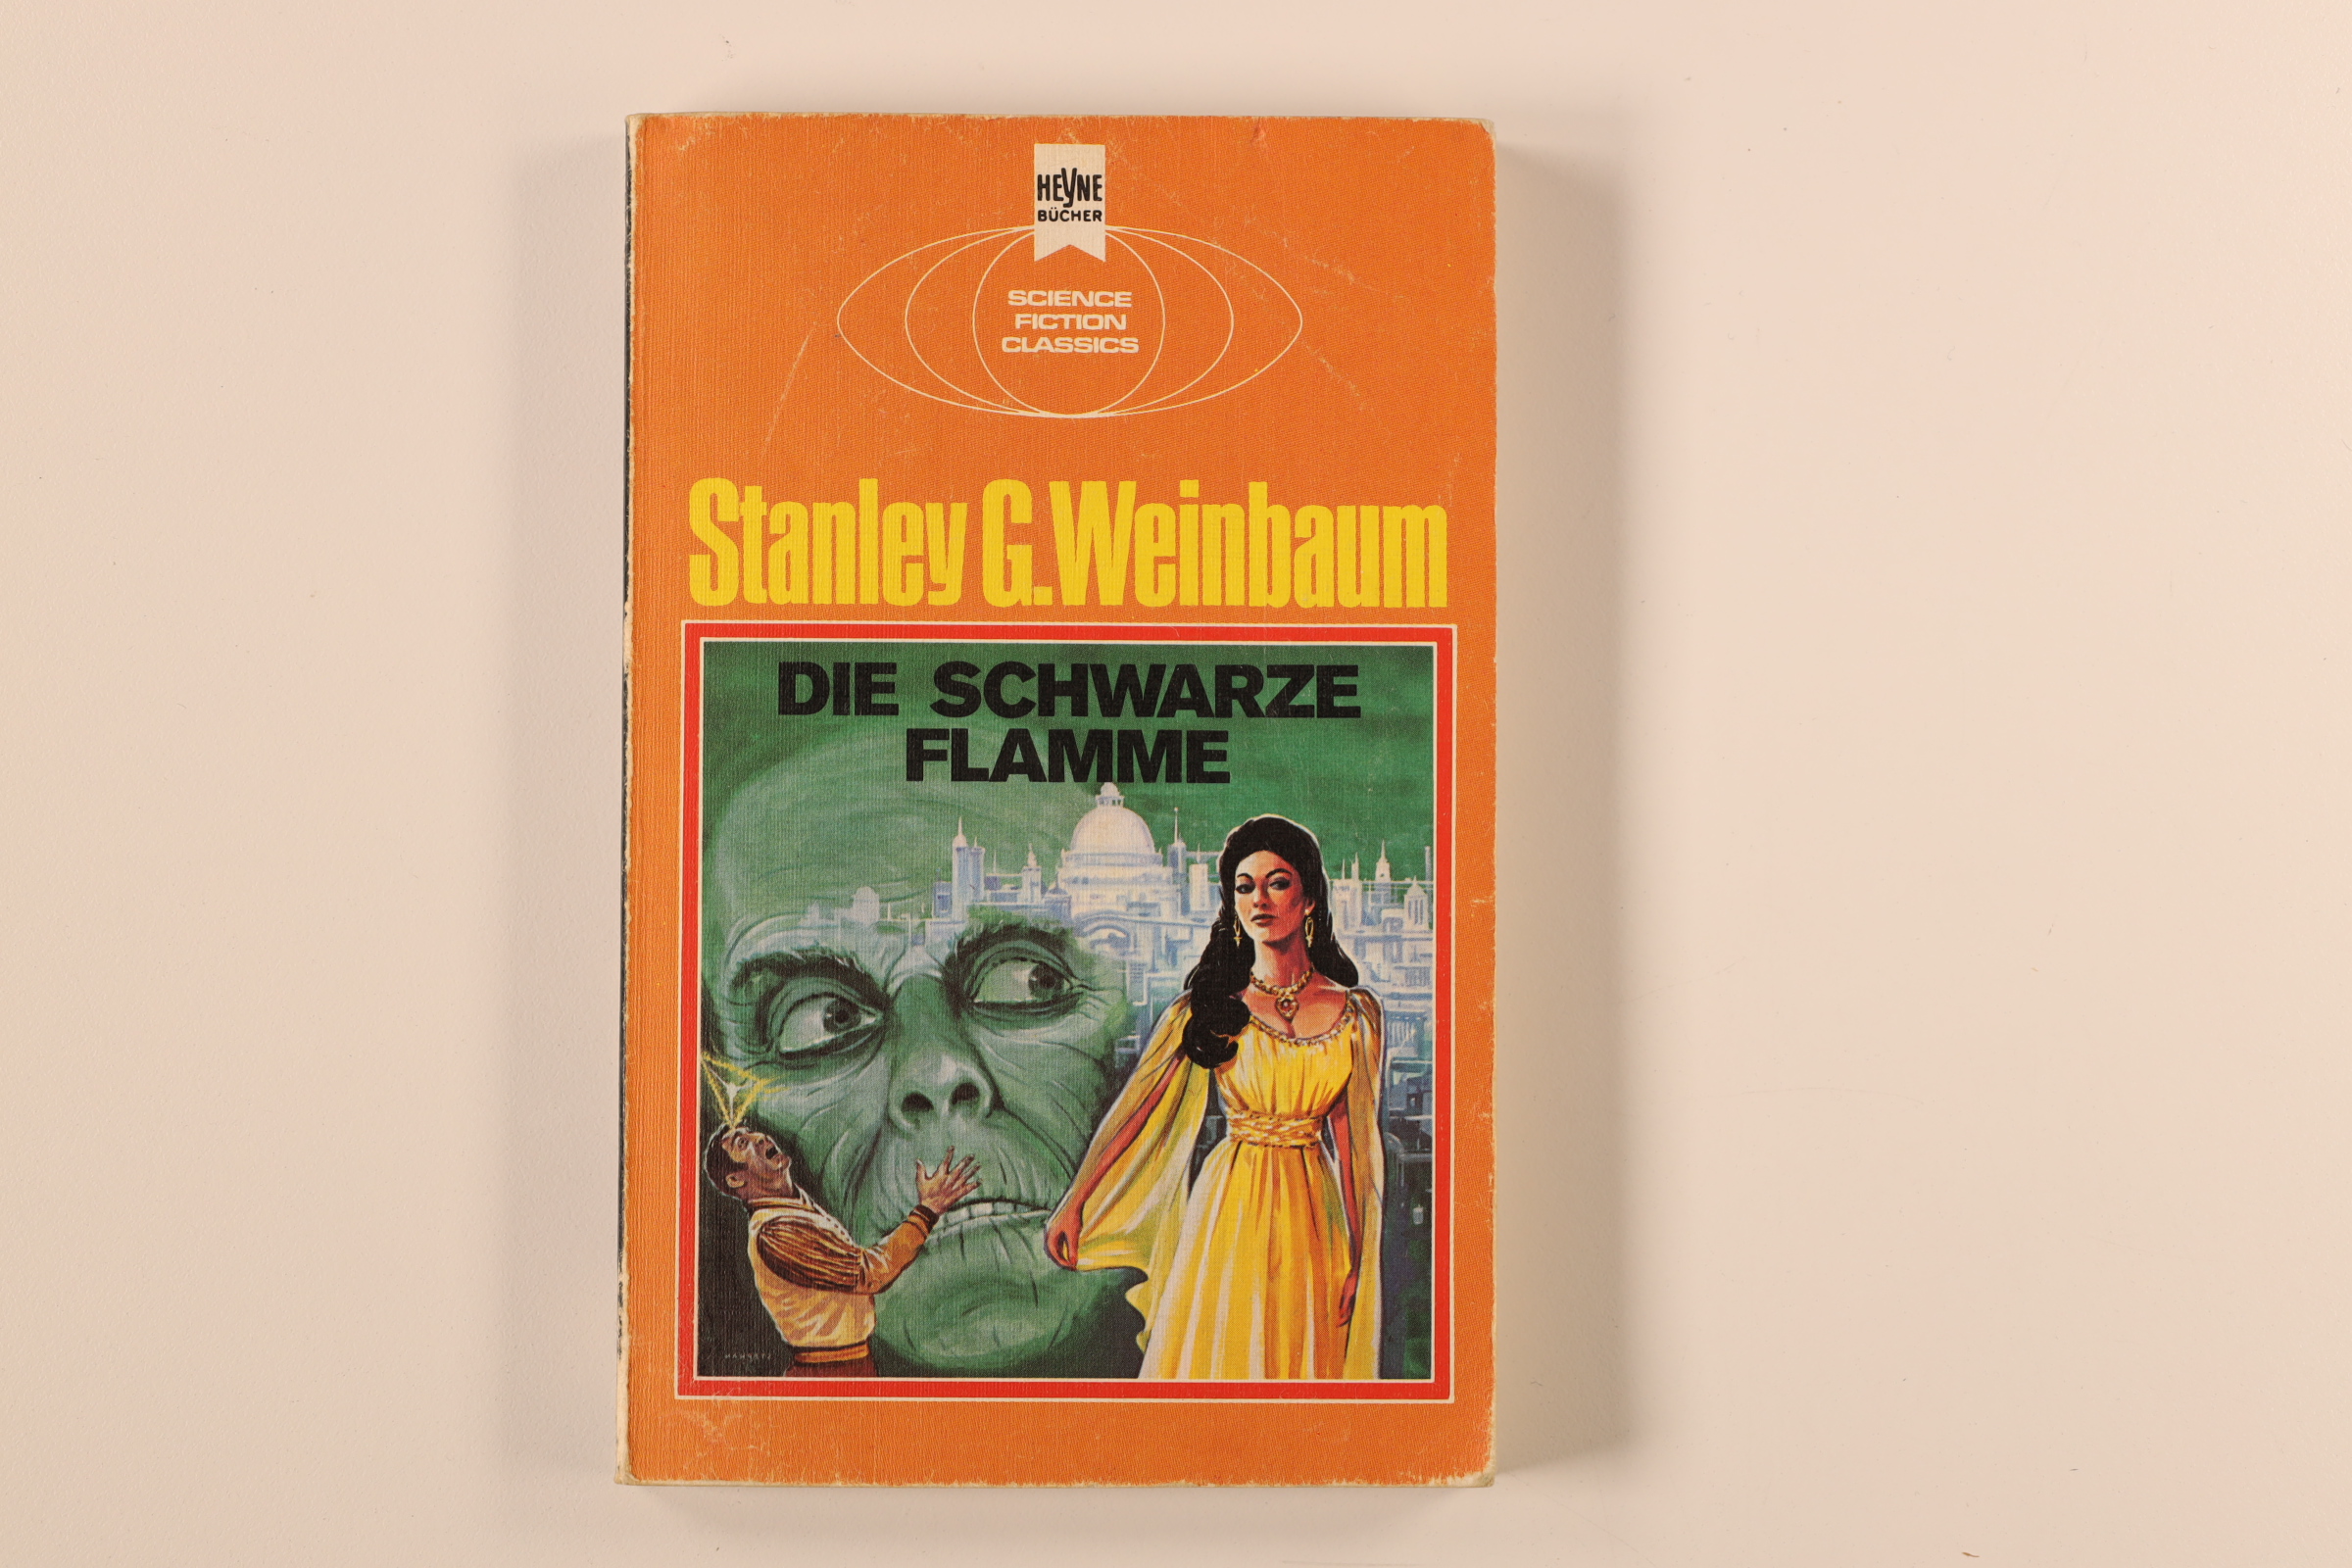 HEYNE
BÜCHER
SCIENCE
FICTION
CLASSICS
Stanley G. Weinbaum
DIE SCHWARZE
FLAMME